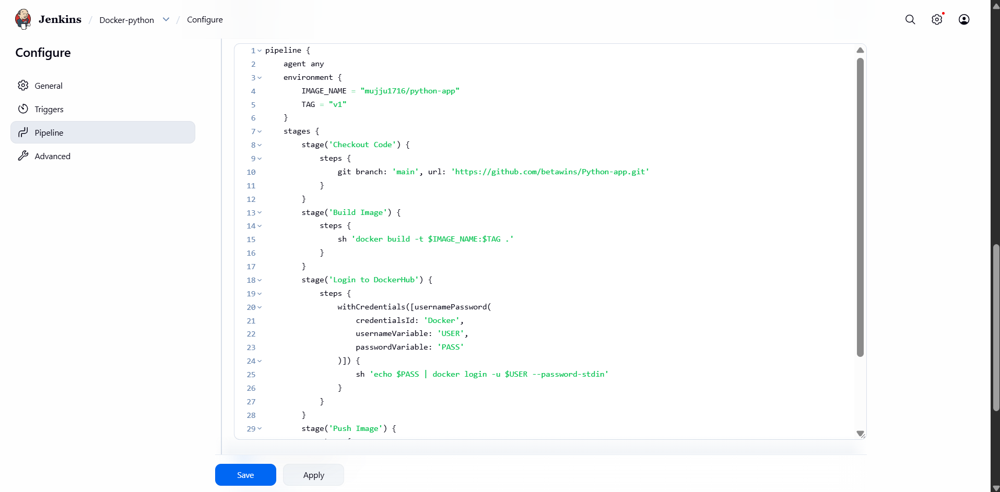 Jenkins / Docker-python / Configure
Configure
General
Triggers
Pipeline
Advanced
1 pipeline {
2     agent any
3     environment {
4         IMAGE_NAME = "mujju1716/python-app"
5         TAG = "v1"
6     }
7     stages {
8         stage('Checkout Code') {
9             steps {
10                 git branch: 'main', url: 'https://github.com/betawins/Python-app.git'
11             }
12         }
13         stage('Build Image') {
14             steps {
15                 sh 'docker build -t $IMAGE_NAME:$TAG .'
16             }
17         }
18         stage('Login to DockerHub') {
19             steps {
20                 withCredentials([usernamePassword(
21                     credentialsId: 'Docker',
22                     usernameVariable: 'USER',
23                     passwordVariable: 'PASS'
24                 )]) {
25                     sh 'echo $PASS | docker login -u $USER --password-stdin'
26                 }
27             }
28         }
29         stage('Push Image') {
Save
Apply